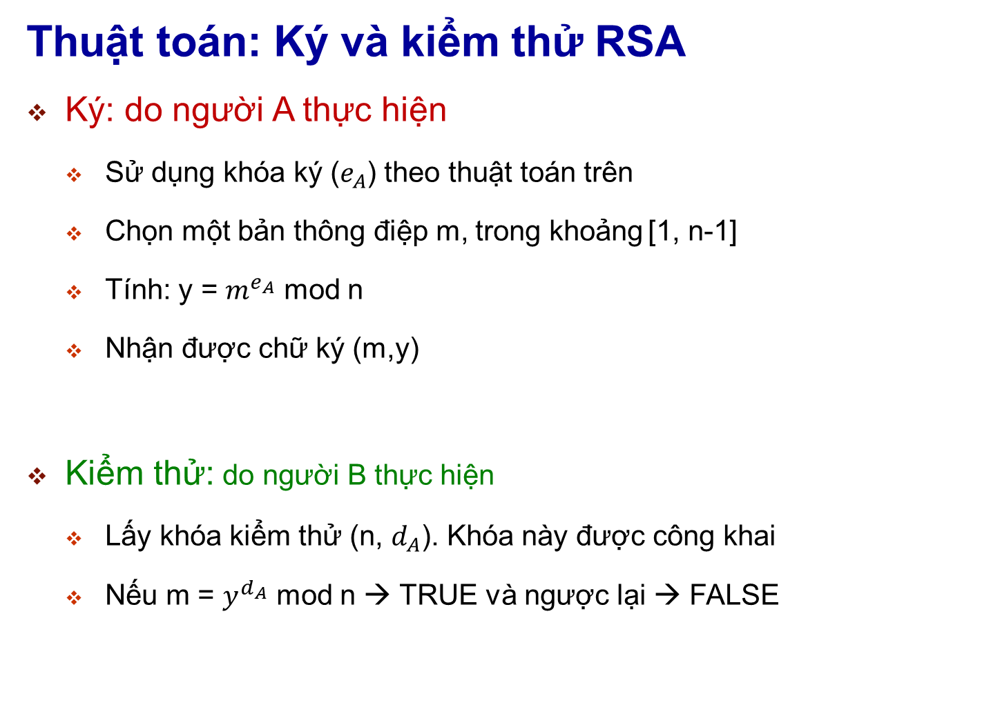 Thuật toán: Ký và kiểm thử RSA
❖ Ký: do người A thực hiện
❖ Sử dụng khóa ký (𝑒_𝐴) theo thuật toán trên
❖ Chọn một bản thông điệp m, trong khoảng [1, n-1]
❖ Tính: y = 𝑚^{𝑒_𝐴} mod n
❖ Nhận được chữ ký (m,y)
❖ Kiểm thử: do người B thực hiện
❖ Lấy khóa kiểm thử (n, 𝑑_𝐴). Khóa này được công khai
❖ Nếu m = 𝑦^{𝑑_𝐴} mod n → TRUE và ngược lại → FALSE